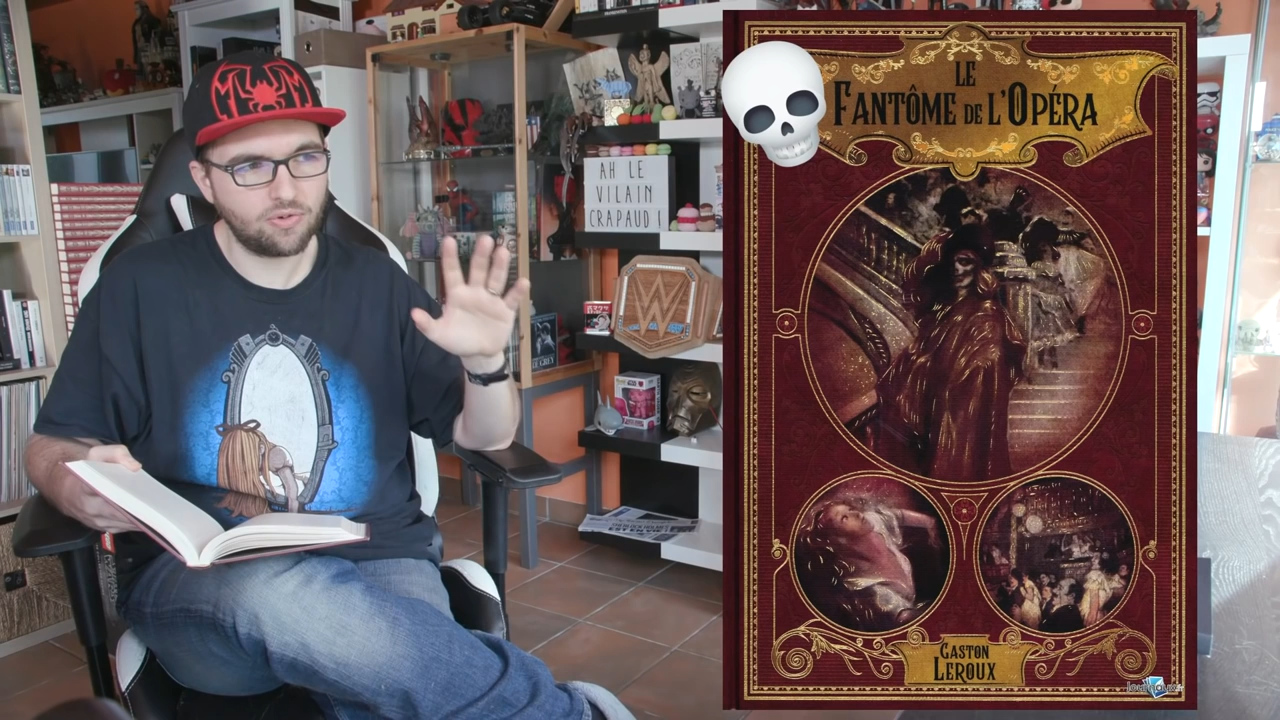 AH LE
VILAIN
CRAPAUD !
LE
FANTÔME DE L'OPÉRA
GASTON
LEROUX